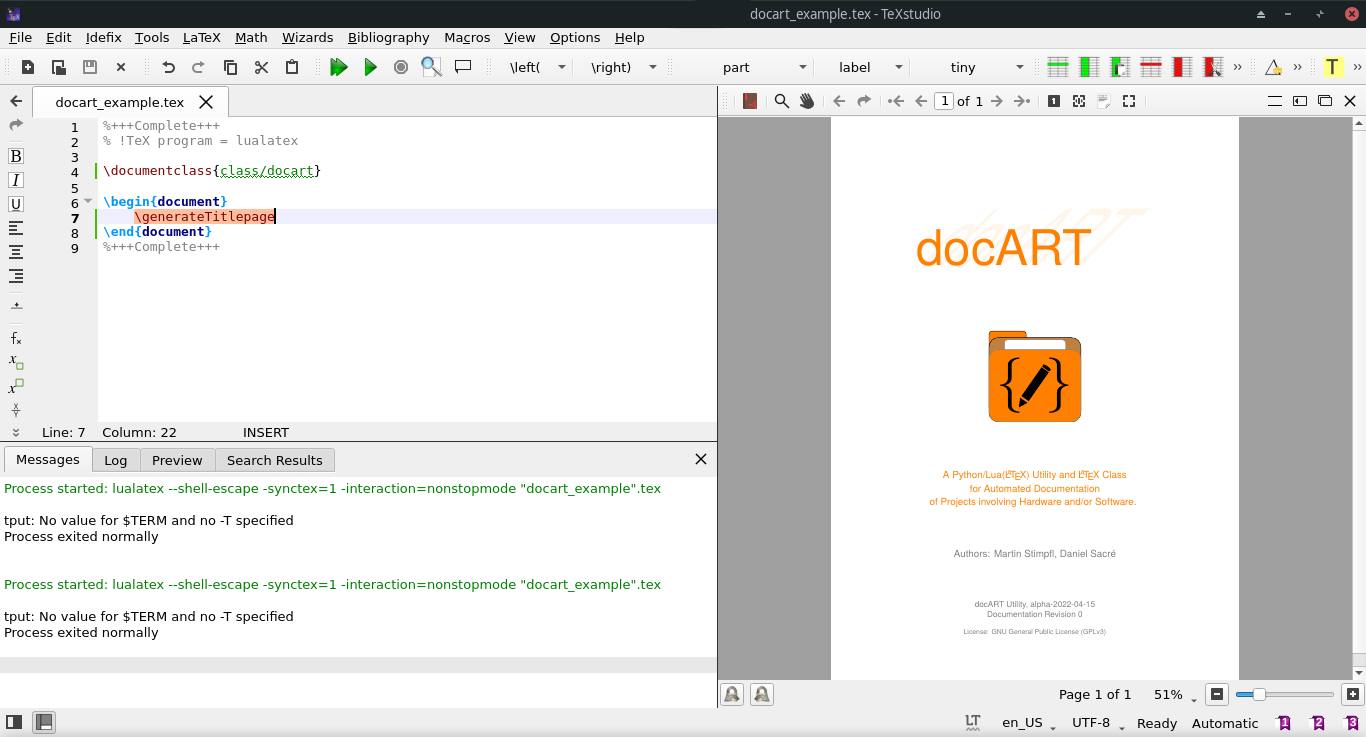 docart_example.tex - TeXstudio
File Edit Idefix Tools LaTeX Math Wizards Bibliography Macros View Options Help
\left( \right) part label tiny T
docart_example.tex
1 of 1
1 %+++Complete+++
2 % !TeX program = lualatex
3
4 \documentclass{class/docart}
5
6 \begin{document}
7 \generateTitlepage
8 \end{document}
9 %+++Complete+++
B
I
U
Line: 7 Column: 22 INSERT
Messages Log Preview Search Results
Process started: lualatex --shell-escape -synctex=1 -interaction=nonstopmode "docart_example".tex
tput: No value for $TERM and no -T specified
Process exited normally
Process started: lualatex --shell-escape -synctex=1 -interaction=nonstopmode "docart_example".tex
tput: No value for $TERM and no -T specified
Process exited normally
docART
A Python/Lua(LATEX) Utility and LATEX Class
for Automated Documentation
of Projects involving Hardware and/or Software.
Authors: Martin Stimpfl, Daniel Sacré
docART Utility, alpha-2022-04-15
Documentation Revision 0
License: GNU General Public License (GPLv3)
Page 1 of 1 51%
LT en_US UTF-8 Ready Automatic 1 2 3